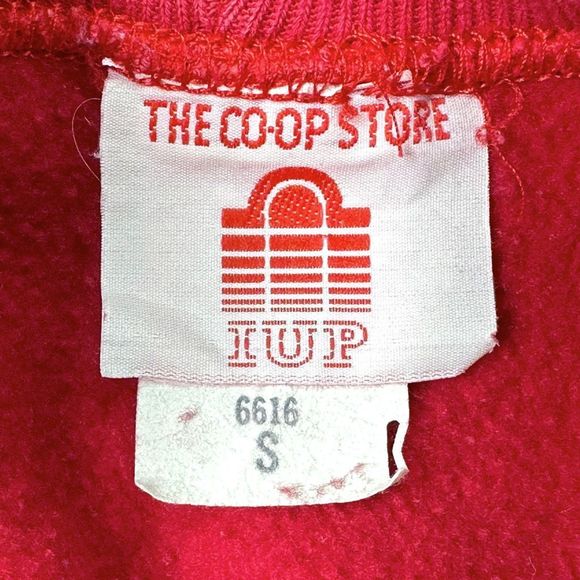 THE CO-OP STORE
IUP
6616
S